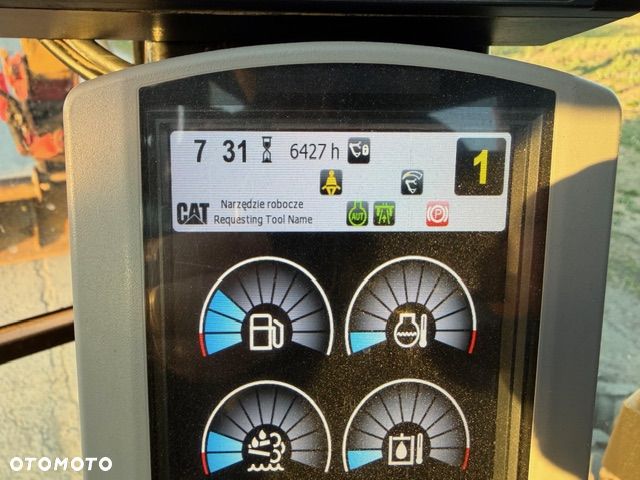 7 31 6427 h
1
CAT Narzędzie robocze
Requesting Tool Name
AUT
P
OTOMOTO